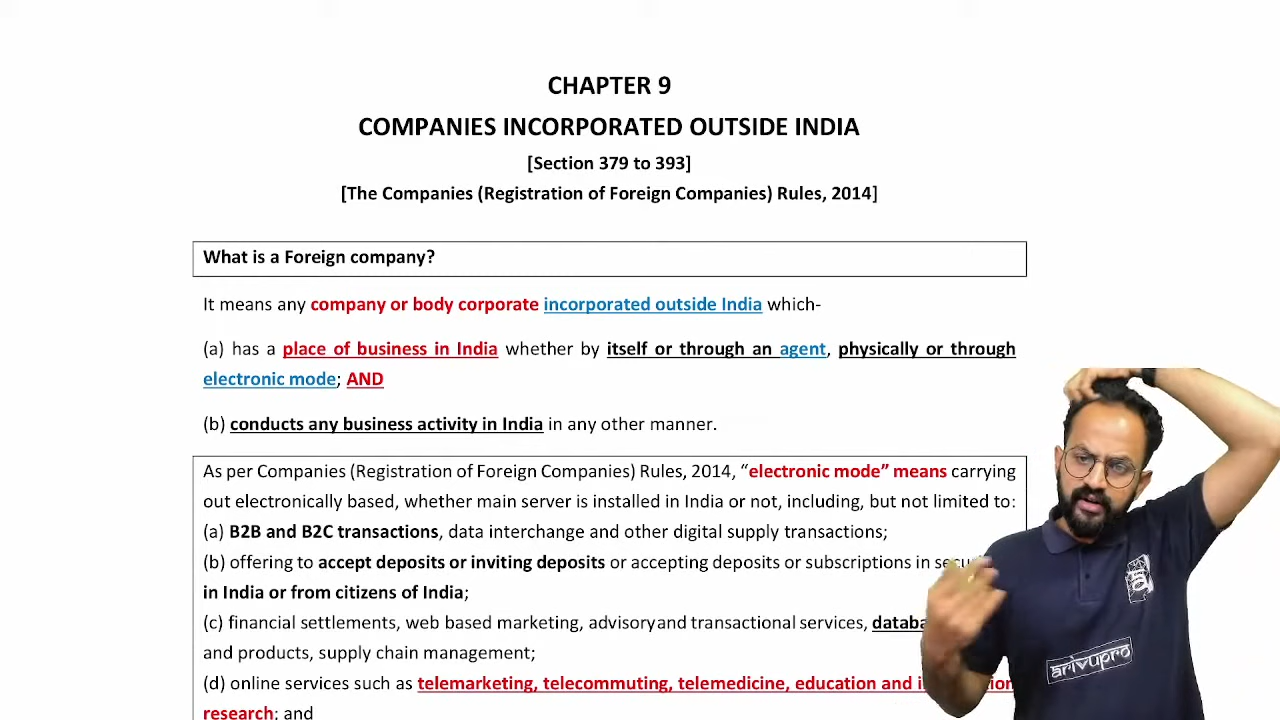 CHAPTER 9
COMPANIES INCORPORATED OUTSIDE INDIA
[Section 379 to 393]
[The Companies (Registration of Foreign Companies) Rules, 2014]
What is a Foreign company?
It means any company or body corporate incorporated outside India which-
(a) has a place of business in India whether by itself or through an agent, physically or through
electronic mode; AND
(b) conducts any business activity in India in any other manner.
As per Companies (Registration of Foreign Companies) Rules, 2014, “electronic mode” means carrying
out electronically based, whether main server is installed in India or not, including, but not limited to:
(a) B2B and B2C transactions, data interchange and other digital supply transactions;
(b) offering to accept deposits or inviting deposits or accepting deposits or subscriptions in
in India or from citizens of India;
(c) financial settlements, web based marketing, advisory and transactional services,
and products, supply chain management;
(d) online services such as telemarketing, telecommuting, telemedicine, education and
research; and
arivupro